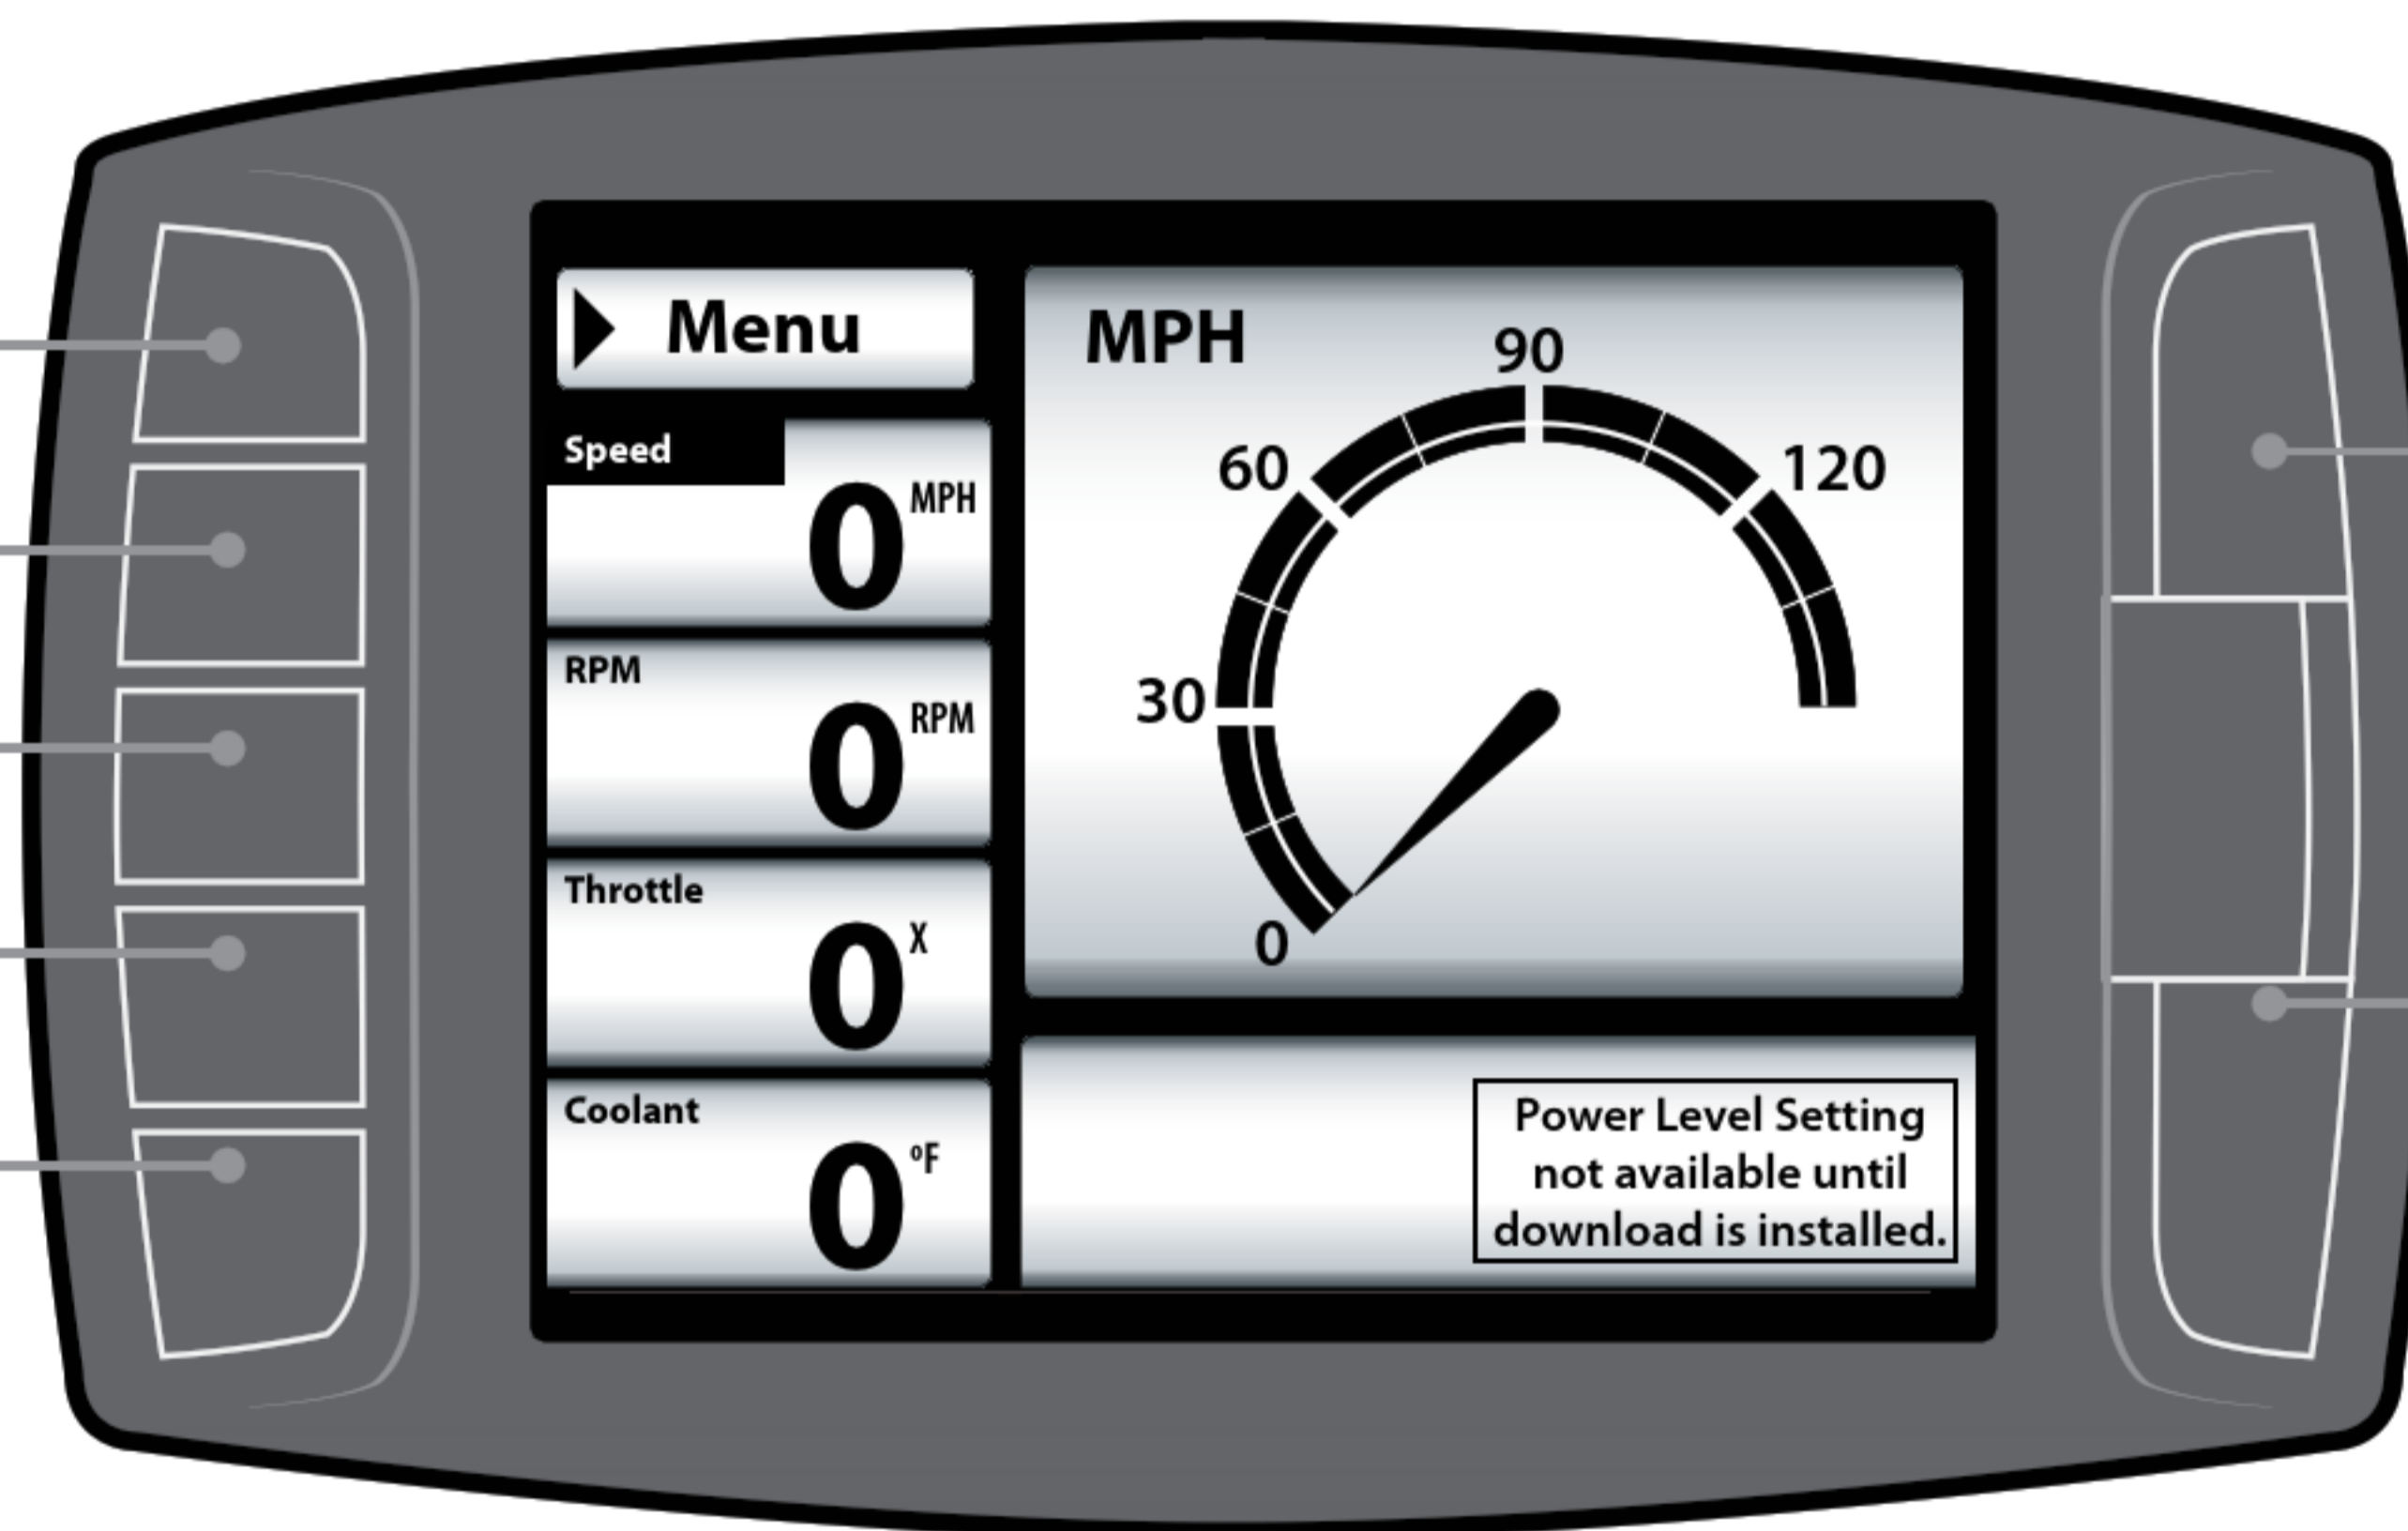 Menu
Speed
0 MPH
RPM
0 RPM
Throttle
0 X
Coolant
0 ºF
MPH
90
60
120
30
0
Power Level Setting
not available until
download is installed.